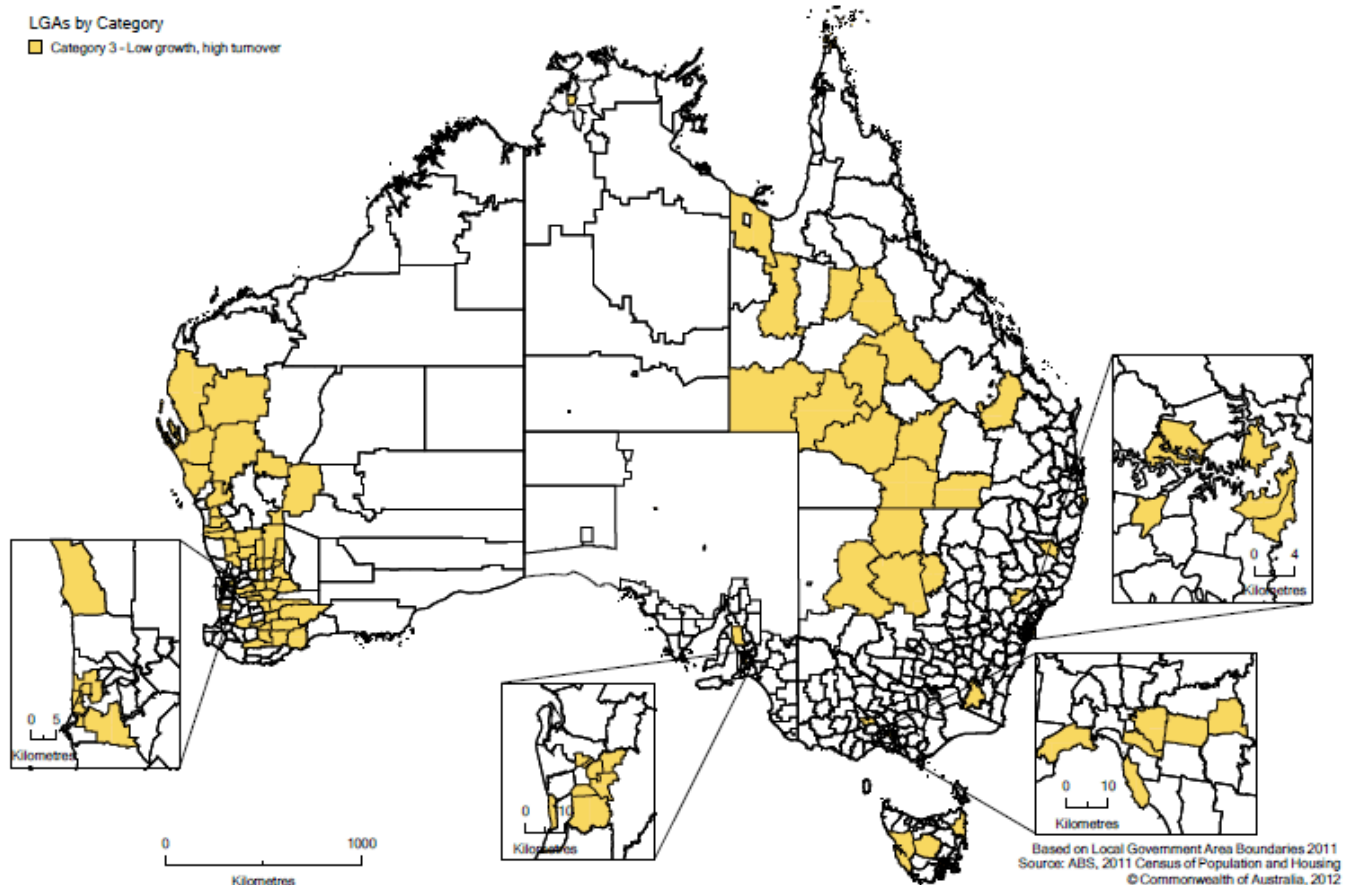 LGAs by Category
Category 3 - Low growth, high turnover
0 4
Kilometres
0 5
Kilometres
0 10
Kilometres
0 10
Kilometres
0 1000
Kilometres
Based on Local Government Area Boundaries 2011
Source: ABS, 2011 Census of Population and Housing
© Commonwealth of Australia, 2012